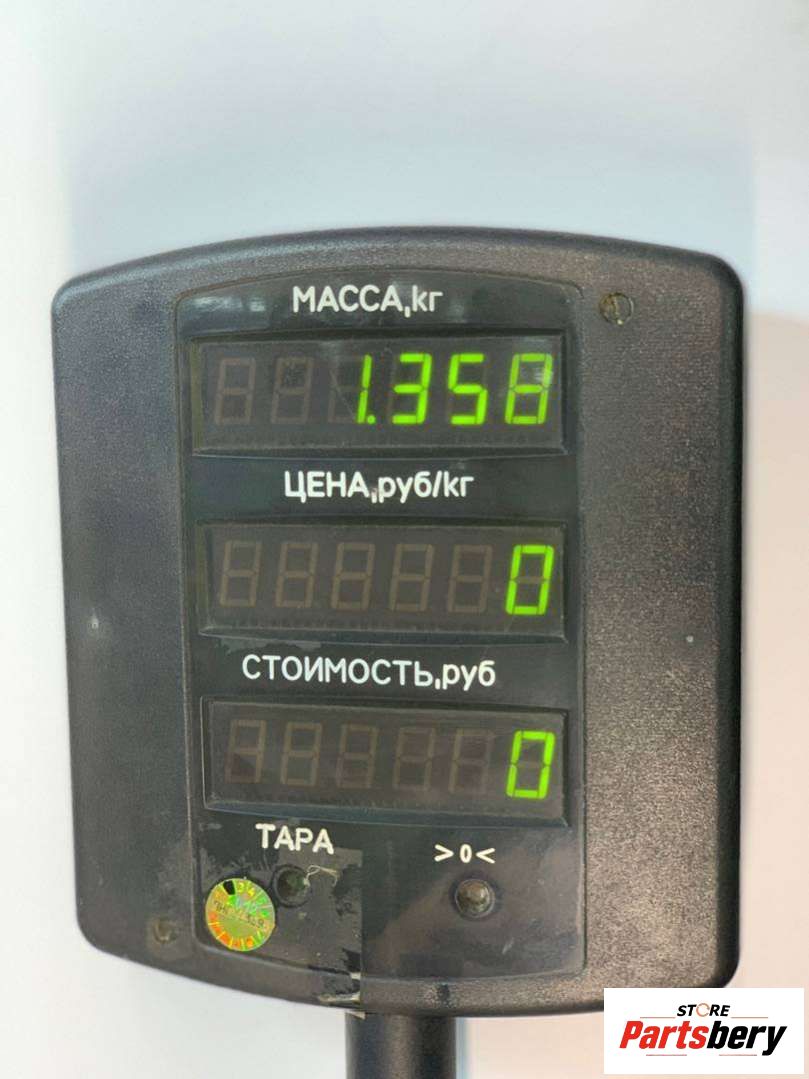 МАССА,кг
1.358
ЦЕНА,руб/кг
0
СТОИМОСТЬ,руб
0
ТАРА
>0<
STORE
Partsbery